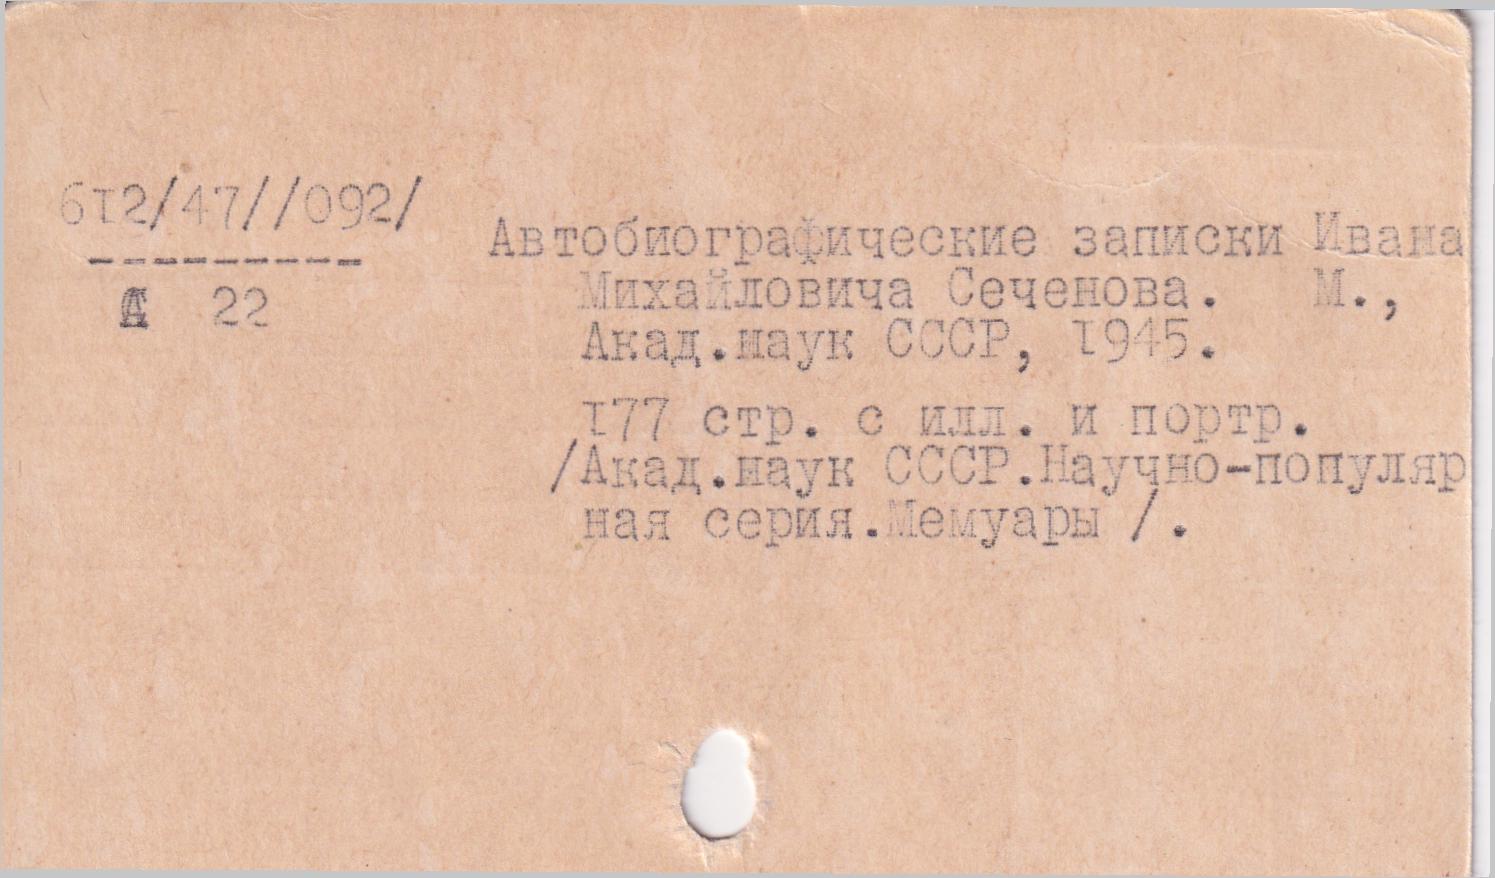 612/47//092/
---------
А 22
Автобиографические записки Ивана
Михайловича Сеченова. М.,
Акад.наук СССР, 1945.
177 стр. с илл. и портр.
/Акад.наук СССР.Научно-популяр
ная серия.Мемуары /.